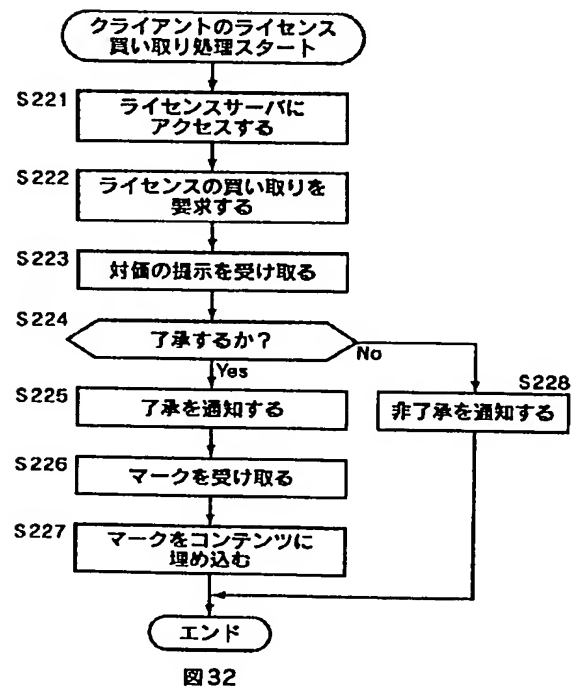 クライアントのライセンス
買い取り処理スタート
S221
ライセンスサーバに
アクセスする
S222
ライセンスの買い取りを
要求する
S223
対価の提示を受け取る
S224
了承するか?
No
Yes
S225
了承を通知する
S228
非了承を通知する
S226
マークを受け取る
S227
マークをコンテンツに
埋め込む
エンド
図32